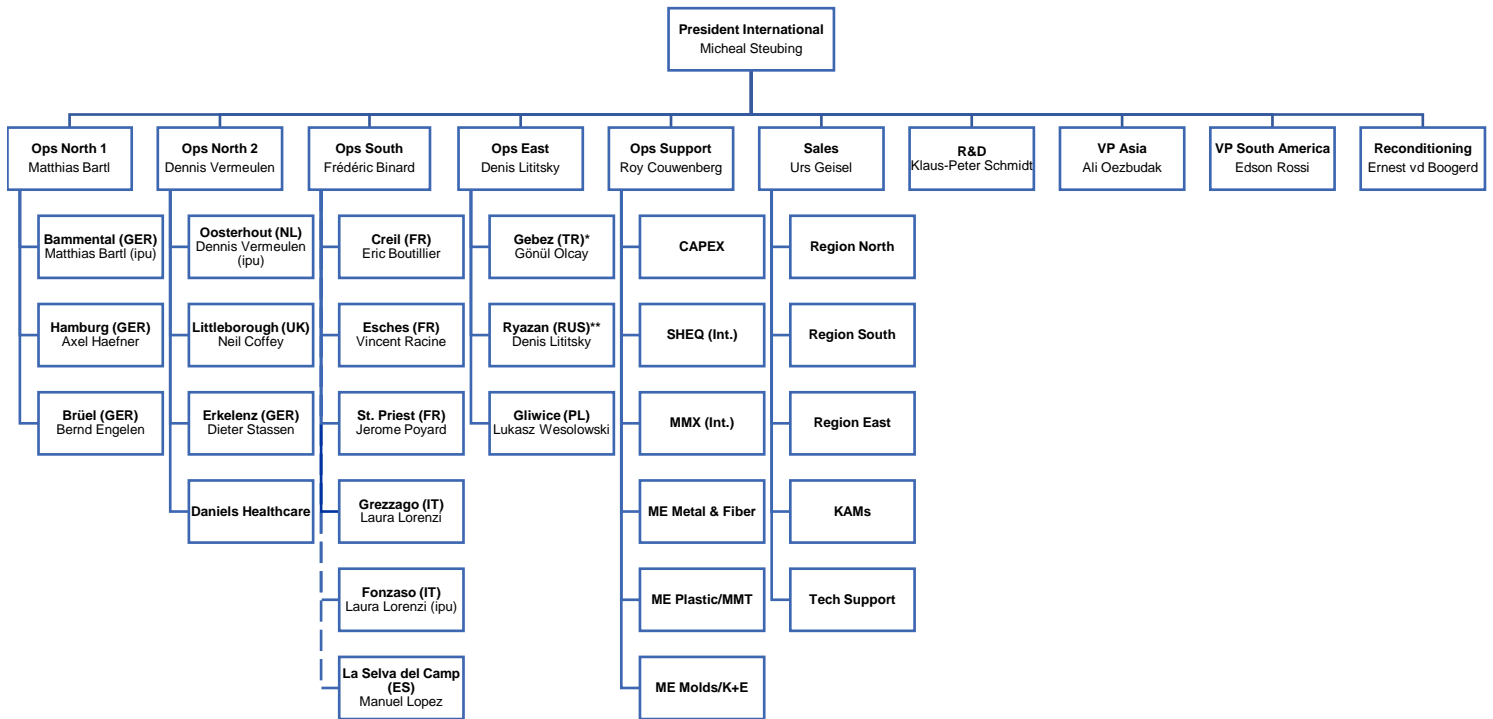 President International
Micheal Steubing
Ops North 1
Matthias Bartl
Ops North 2
Dennis Vermeulen
Ops South
Frédéric Binard
Ops East
Denis Lititsky
Ops Support
Roy Couwenberg
Sales
Urs Geisel
R&D
Klaus-Peter Schmidt
VP Asia
Ali Oezbudak
VP South America
Edson Rossi
Reconditioning
Ernest vd Boogerd
Bammental (GER)
Matthias Bartl (ipu)
Hamburg (GER)
Axel Haefner
Brüel (GER)
Bernd Engelen
Oosterhout (NL)
Dennis Vermeulen
(ipu)
Littleborough (UK)
Neil Coffey
Erkelenz (GER)
Dieter Stassen
Daniels Healthcare
Creil (FR)
Eric Boutillier
Esches (FR)
Vincent Racine
St. Priest (FR)
Jerome Poyard
Grezzago (IT)
Laura Lorenzi
Fonzaso (IT)
Laura Lorenzi (ipu)
La Selva del Camp
(ES)
Manuel Lopez
Gebez (TR)*
Gönül Olcay
Ryazan (RUS)**
Denis Lititsky
Gliwice (PL)
Lukasz Wesolowski
CAPEX
SHEQ (Int.)
MMX (Int.)
ME Metal & Fiber
ME Plastic/MMT
ME Molds/K+E
Region North
Region South
Region East
KAMs
Tech Support